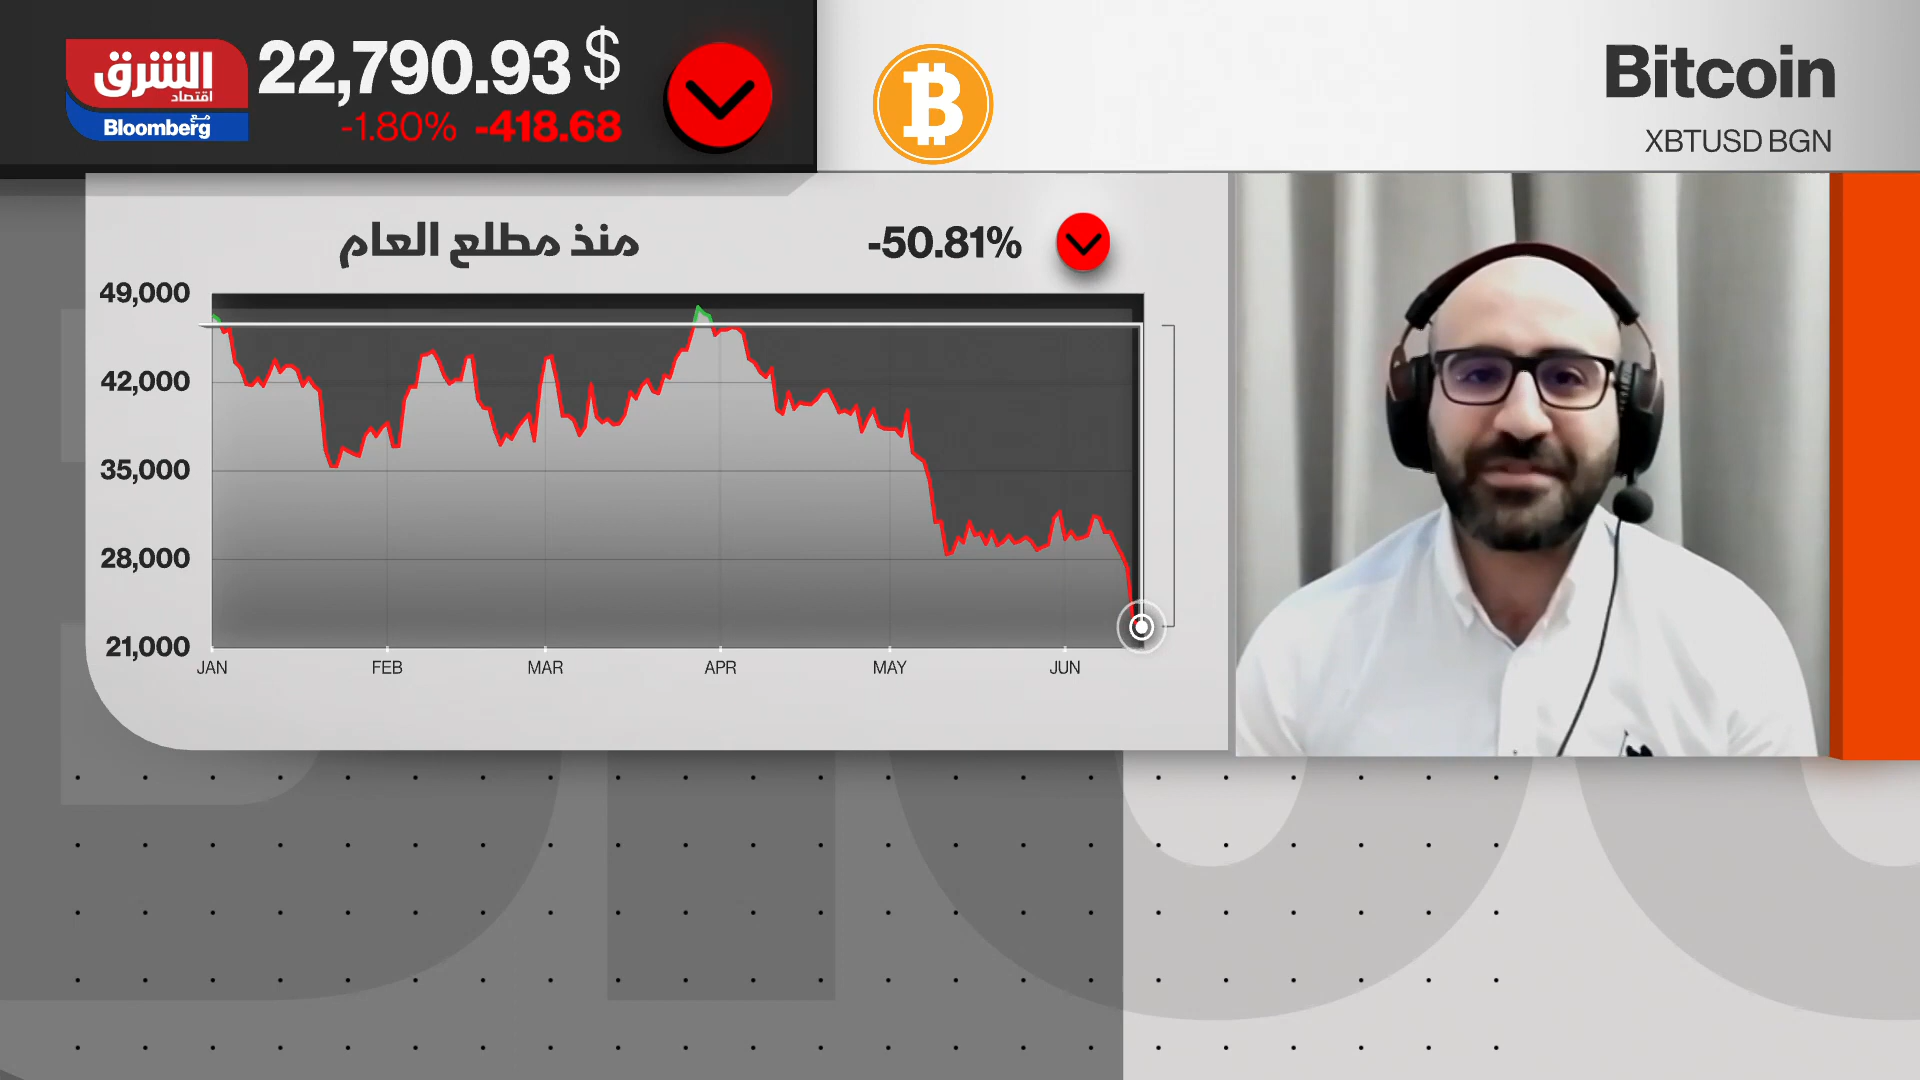 الشرق
اقتصاد
مع
Bloomberg
22,790.93 $
-1.80% -418.68
Bitcoin
XBTUSD BGN
منذ مطلع العام
-50.81%
49,000
42,000
35,000
28,000
21,000
JAN FEB MAR APR MAY JUN